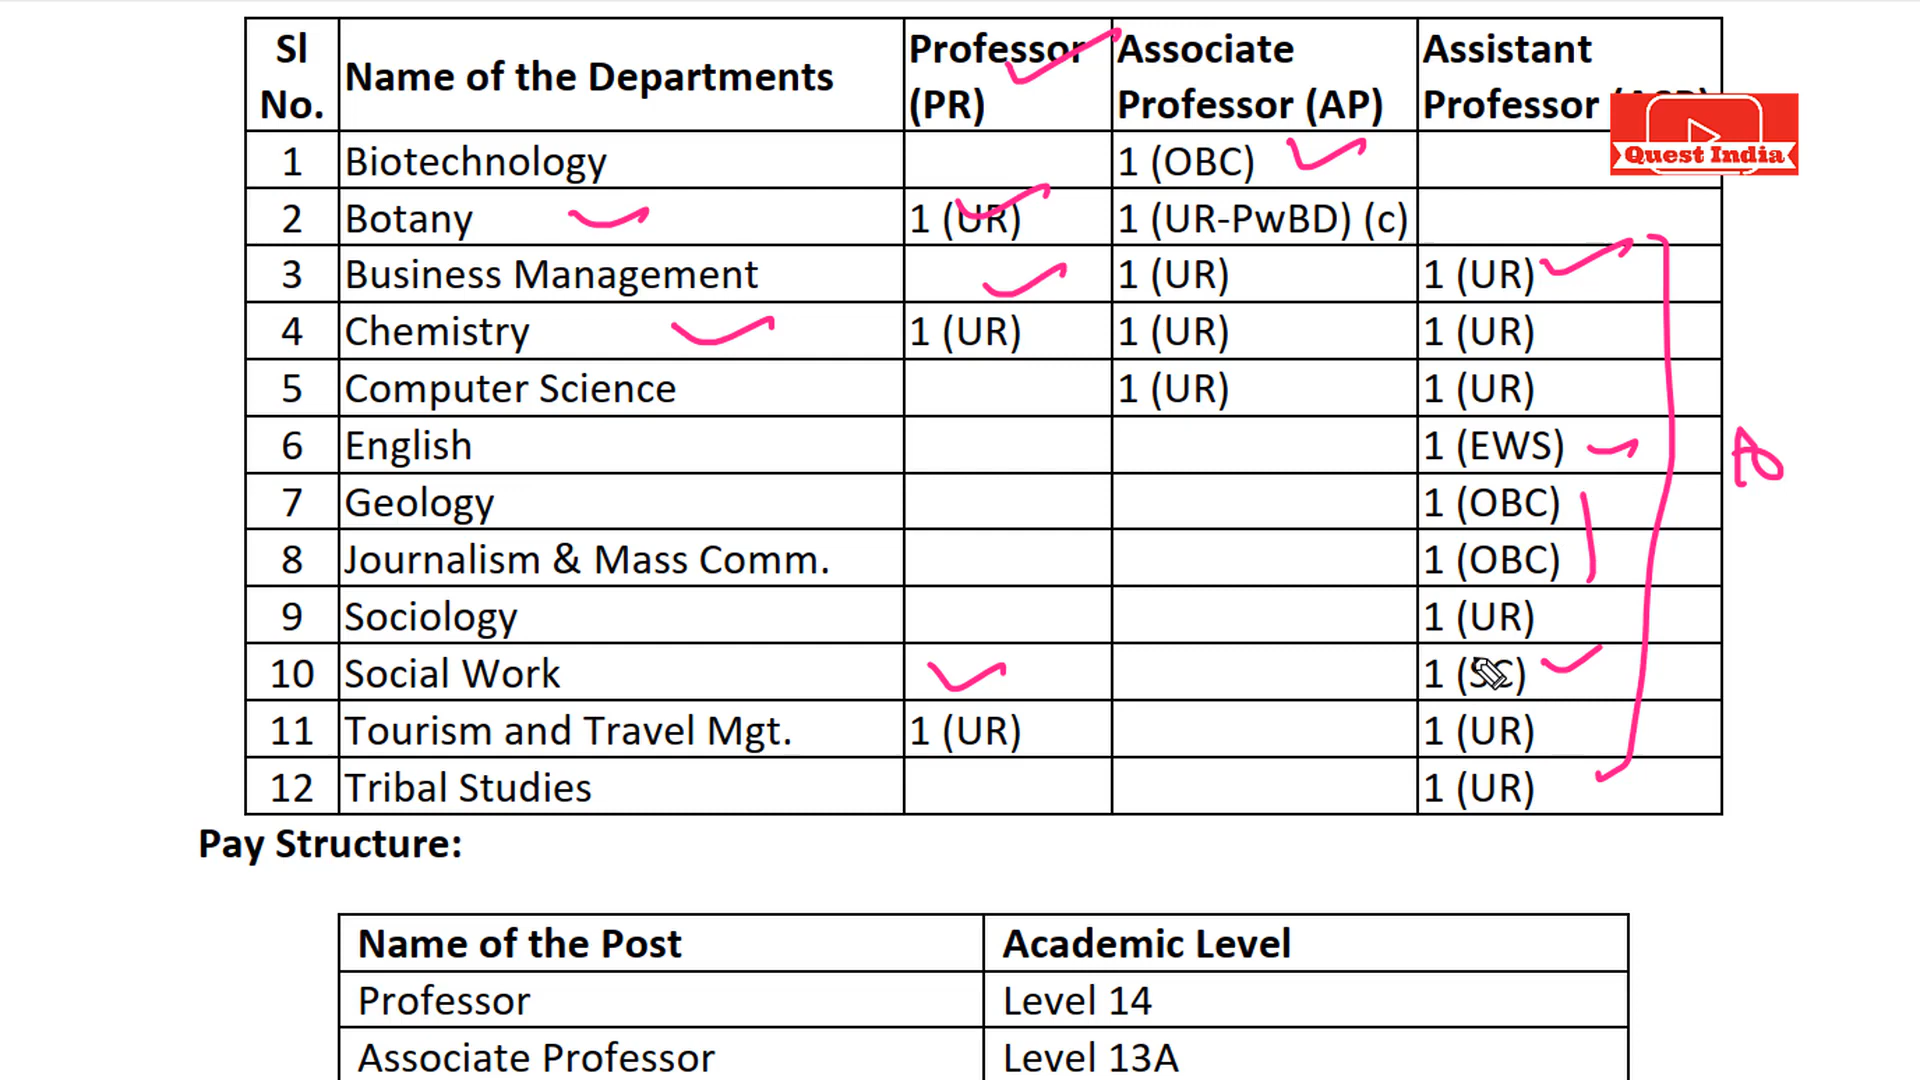 Sl No. Name of the Departments Professor (PR) Associate Professor (AP) Assistant Professor
Quest India
1 Biotechnology 1 (OBC)
2 Botany 1 (UR) 1 (UR-PwBD) (c)
3 Business Management 1 (UR) 1 (UR)
4 Chemistry 1 (UR) 1 (UR) 1 (UR)
5 Computer Science 1 (UR) 1 (UR)
6 English 1 (EWS)
7 Geology 1 (OBC)
8 Journalism & Mass Comm. 1 (OBC)
9 Sociology 1 (UR)
10 Social Work 1 (SC)
11 Tourism and Travel Mgt. 1 (UR) 1 (UR)
12 Tribal Studies 1 (UR)
Pay Structure:
Name of the Post Academic Level
Professor Level 14
Associate Professor Level 13A